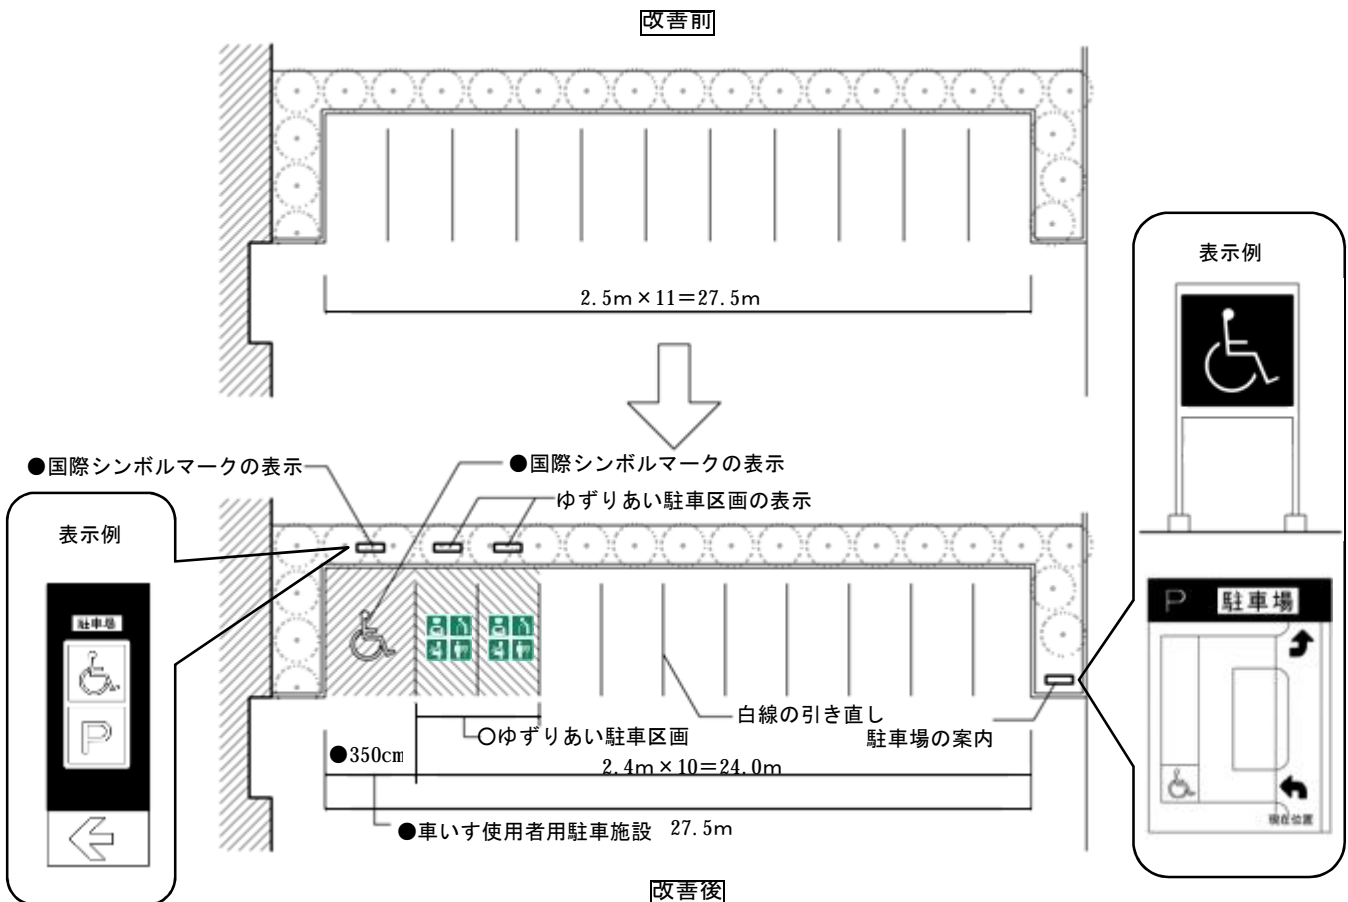 改善前
2.5m×11=27.5m
表示例
●国際シンボルマークの表示
●国際シンボルマークの表示
ゆずりあい駐車区画の表示
表示例
駐車場
P
P 駐車場
現在位置
白線の引き直し
駐車場の案内
○ゆずりあい駐車区画
●350cm
2.4m×10=24.0m
●車いす使用者用駐車施設 27.5m
改善後